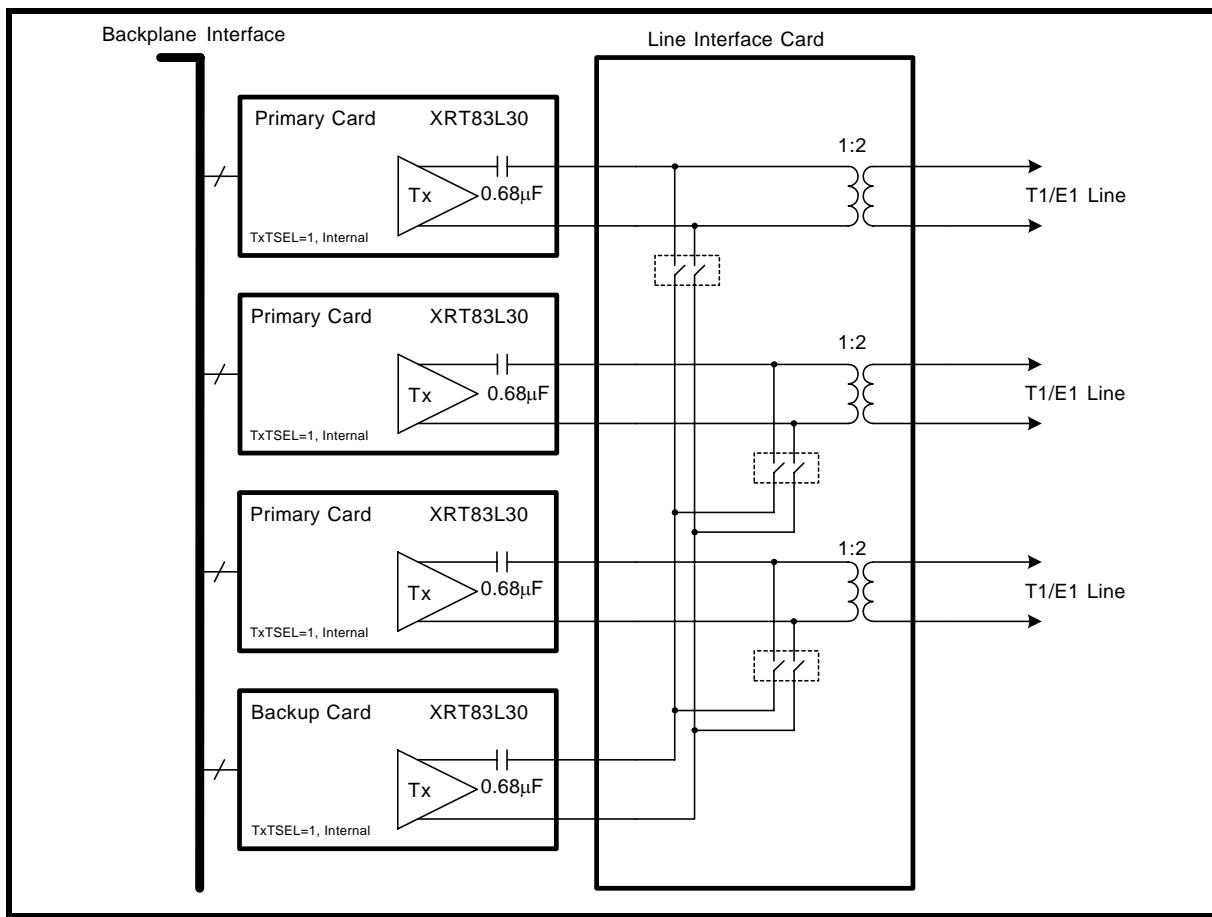 Backplane Interface
Line Interface Card
Primary Card XRT83L30
Tx
0.68μF
TxTSEL=1, Internal
1:2
T1/E1 Line
Primary Card XRT83L30
Tx
0.68μF
TxTSEL=1, Internal
1:2
T1/E1 Line
Primary Card XRT83L30
Tx
0.68μF
TxTSEL=1, Internal
1:2
T1/E1 Line
Backup Card XRT83L30
Tx
0.68μF
TxTSEL=1, Internal